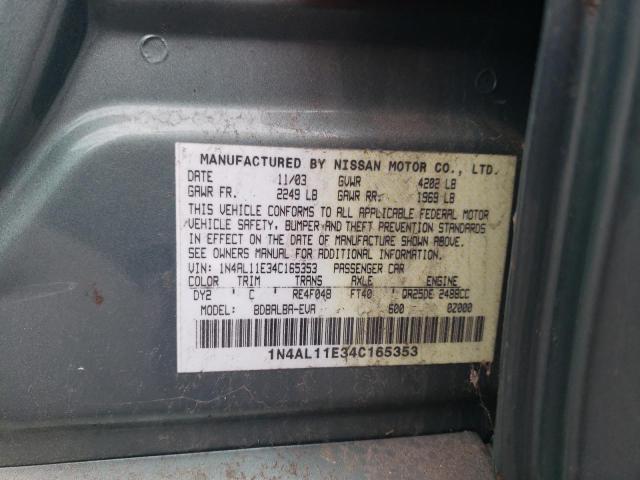 MANUFACTURED BY NISSAN MOTOR CO., LTD.
DATE 11/03 GVWR 4202 LB
GAWR FR. 2249 LB GAWR RR. 1969 LB
THIS VEHICLE CONFORMS TO ALL APPLICABLE FEDERAL MOTOR
VEHICLE SAFETY, BUMPER AND THEFT PREVENTION STANDARDS
IN EFFECT ON THE DATE OF MANUFACTURE SHOWN ABOVE.
SEE OWNERS MANUAL FOR ADDITIONAL INFORMATION.
VIN: 1N4AL11E34C165353 PASSENGER CAR
COLOR TRIM TRANS AXLE ENGINE
DY2 C RE4F04B FT40 QR25DE 2488CC
MODEL: BDBALBA-EVA 600 0Z000
1N4AL11E34C165353